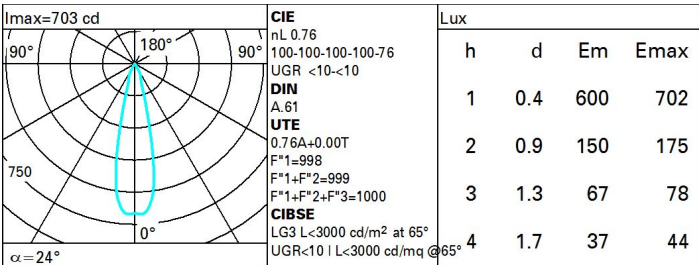 Imax=703 cd
90°
180°
90°
750
0°
α=24°
CIE
nL 0.76
100-100-100-100-76
UGR <10-<10
DIN
A.61
UTE
0.76A+0.00T
F"1=998
F"1+F"2=999
F"1+F"2+F"3=1000
CIBSE
LG3 L<3000 cd/m² at 65°
UGR<10 | L<3000 cd/mq @65°
Lux
h d Em Emax
1 0.4 600 702
2 0.9 150 175
3 1.3 67 78
4 1.7 37 44